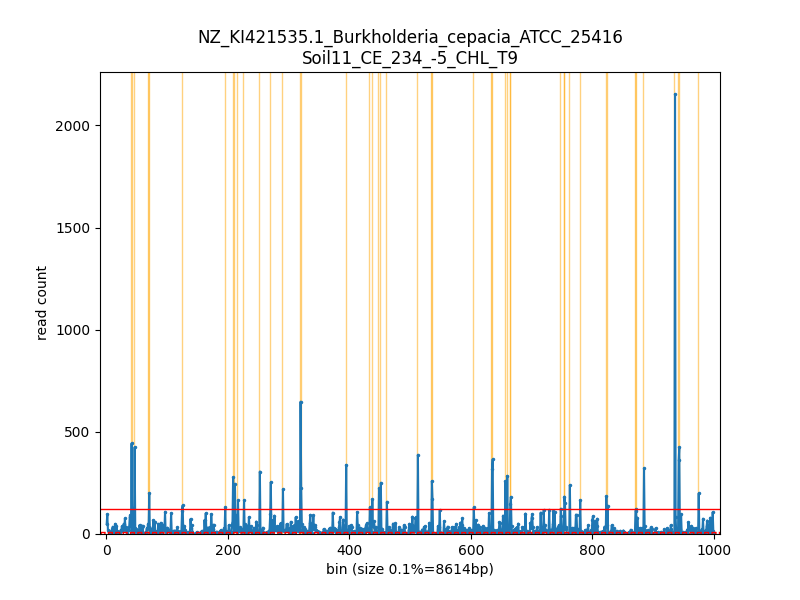 NZ_KI421535.1_Burkholderia_cepacia_ATCC_25416
Soil11_CE_234_-5_CHL_T9
2000
1500
1000
500
0
read count
0 200 400 600 800 1000
bin (size 0.1%=8614bp)